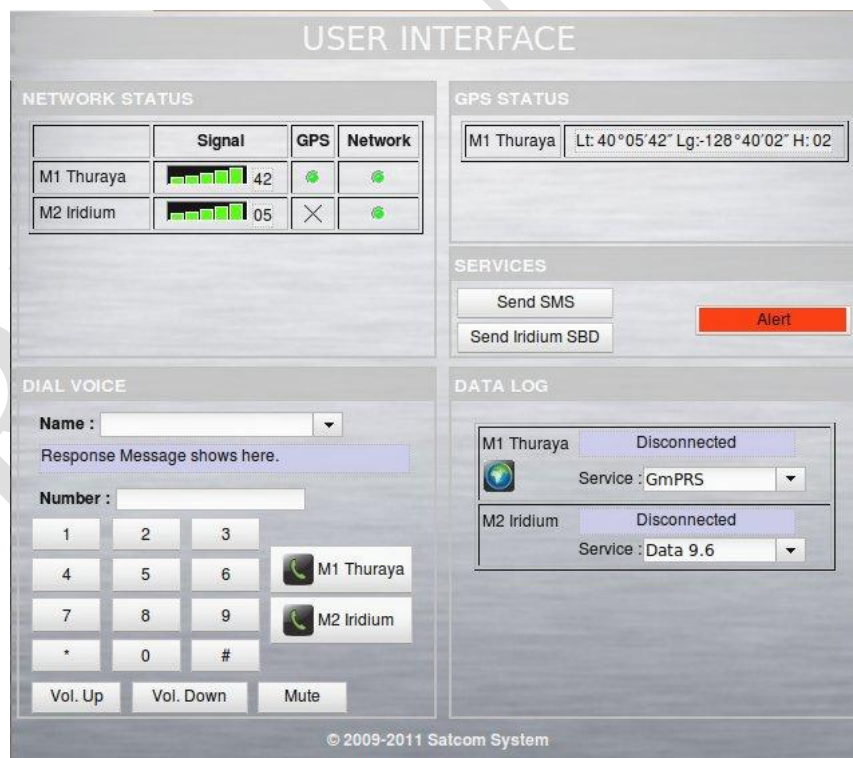 USER INTERFACE
NETWORK STATUS
Signal GPS Network
M1 Thuraya 42
M2 Iridium 05
GPS STATUS
M1 Thuraya Lt: 40°05′42″ Lg:-128°40′02″ H: 02
SERVICES
Send SMS
Alert
Send Iridium SBD
DIAL VOICE
Name :
Response Message shows here.
Number :
1 2 3
4 5 6
7 8 9
* 0 #
M1 Thuraya
M2 Iridium
Vol. Up Vol. Down Mute
DATA LOG
M1 Thuraya Disconnected
Service : GmPRS
M2 Iridium Disconnected
Service : Data 9.6
© 2009-2011 Satcom System